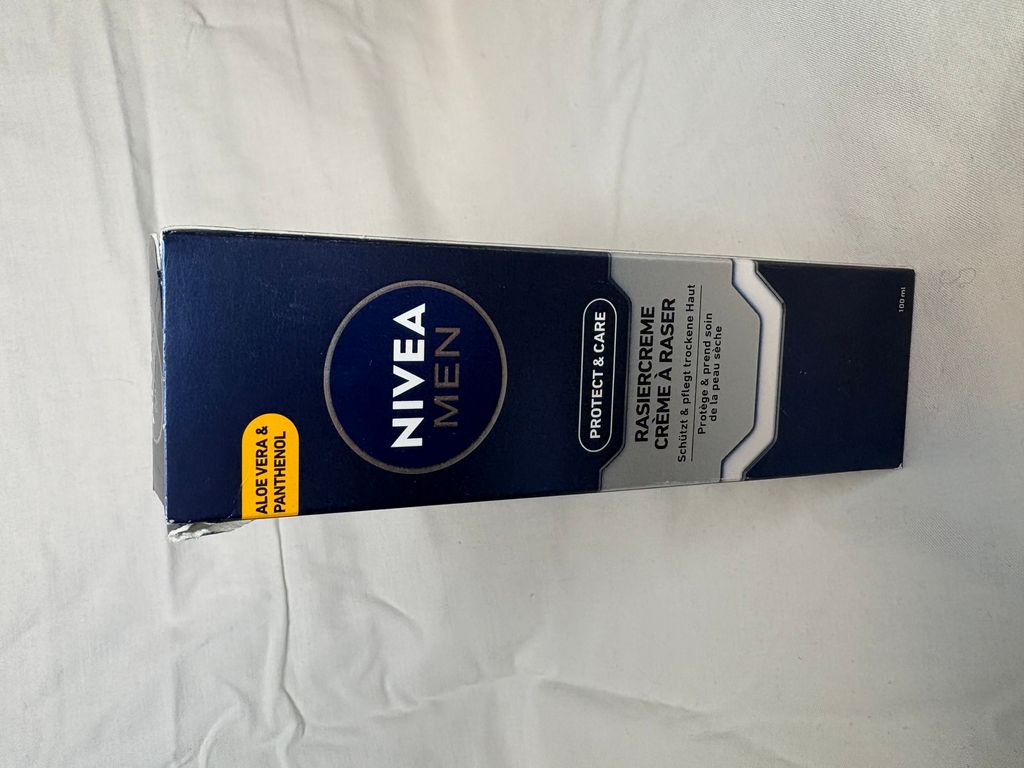 ALOE VERA &
PANTHENOL
NIVEA
MEN
PROTECT & CARE
RASIERCREME
CRÈME À RASER
Schützt & pflegt trockene Haut
Protège & prend soin
de la peau sèche
100 ml